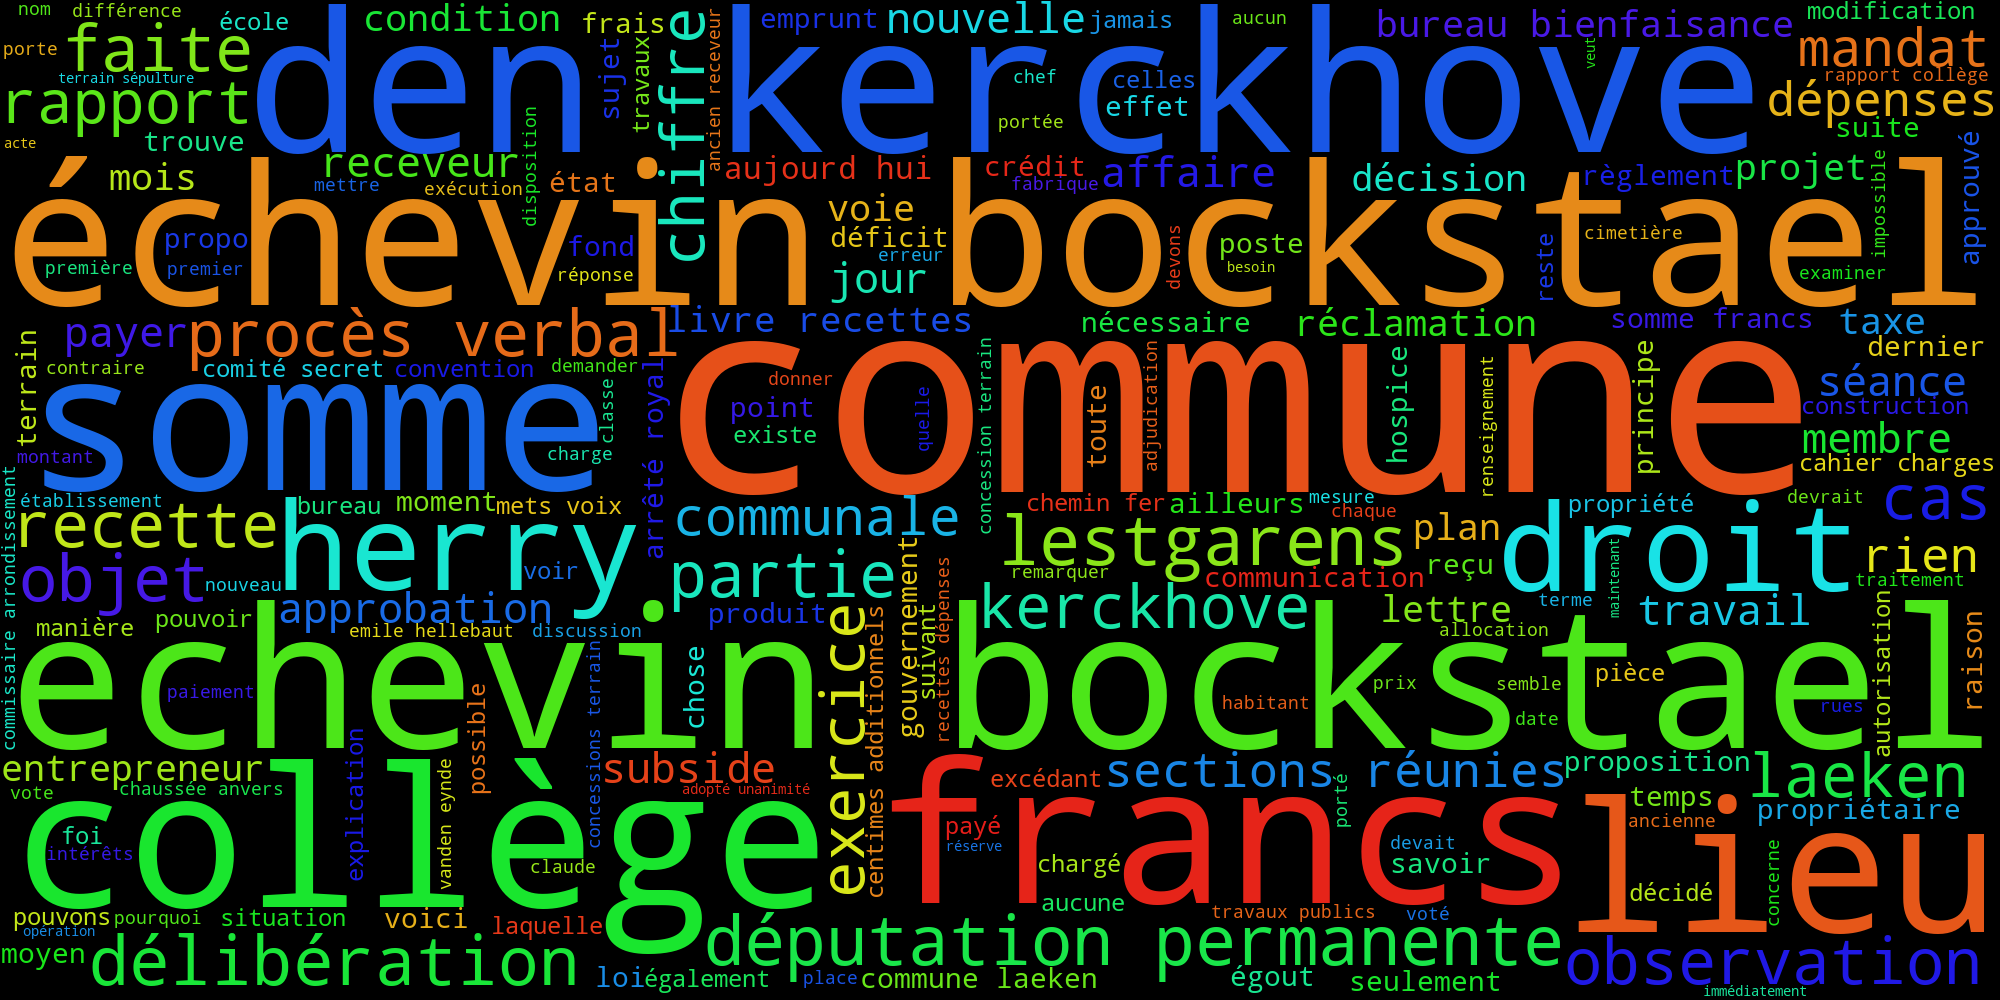 nom
différence
école
condition
frais
emprunt
nouvelle
jamais
aucun
bureau bienfaisance
modification
porte
faite
den kerckhove
sujet
travaux
chiffre
ancien receveur
chef
celles
veut
mandat
terrain sépulture
rapport collège
rapport
effet
dépenses
portée
acte
trouve
disposition
suite
approuvé
mois
receveur
mettre
exécution
état
aujourd hui
crédit
fabrique
affaire
décision
règlement
projet
impossible
échevin bockstael
propo
fond
voie
déficit
poste
cimetière
première
premier
réponse
erreur
jour
devons
besoin
reste
examiner
payer
procès verbal
livre recettes
nécessaire
réclamation
somme francs
taxe
terrain
contraire
comité secret
convention
demander
arrêté royal
donner
concession terrain
adjudication
hospice
renseignement
principe
dernier
somme
classe
commune
point
existe
quelle
toute
séance
construction
membre
montant
charge
cahier charges
commissaire arrondissement
établissement
bureau
moment
mets voix
communale
chemin fer
ailleurs
mesure
chaque
propriété
devrait
cas
recette
herry
lestgarens
plan
droit
rien
objet
nouveau
voir
partie
gouvernement
recettes dépenses
remarquer
communication
reçu
maintenant
traitement
manière
pouvoir
approbation
produit
suivant
kerckhove
lettre
terme
travail
autorisation
raison
emile hellebaut
discussion
allocation
echevin bockstael
paiement
possible
concessions terrain
chose
exercice
centimes additionnels
habitant
prix
semble
pièce
date
rues
entrepreneur
explication
vanden eynde
subside
excédant
sections réunies
proposition
laeken
vote
chaussée anvers
adopté unanimité
porté
temps
propriétaire
collège
francs
lieu
foi
intérêts
claude
payé
réserve
chargé
devait
savoir
ancienne
décidé
concerne
pouvons
pourquoi
situation
voici
laquelle
aucune
travaux publics
voté
opération
moyen
délibération
députation permanente
observation
loi
également
place
commune laeken
égout
seulement
immédiatement